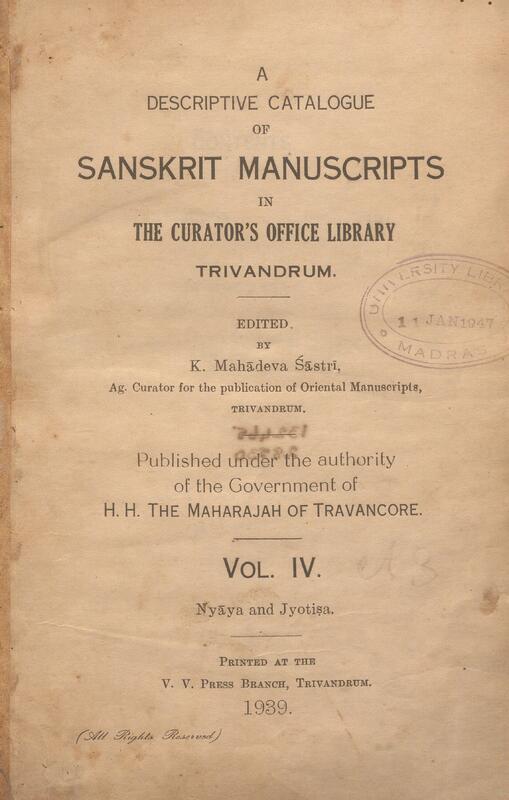 A
DESCRIPTIVE CATALOGUE
OF
SANSKRIT MANUSCRIPTS
IN
THE CURATOR'S OFFICE LIBRARY
TRIVANDRUM.
UNIVERSITY LIBR
11 JAN 1947
MADRAS
EDITED.
BY
K. Mahādeva Śāstrī,
Ag. Curator for the publication of Oriental Manuscripts,
TRIVANDRUM.
Published under the authority
of the Government of
H. H. THE MAHARAJAH OF TRAVANCORE.
VOL. IV.
Nyāya and Jyotiṣa.
PRINTED AT THE
V. V. PRESS BRANCH, TRIVANDRUM.
1939.
(All Rights Reserved)